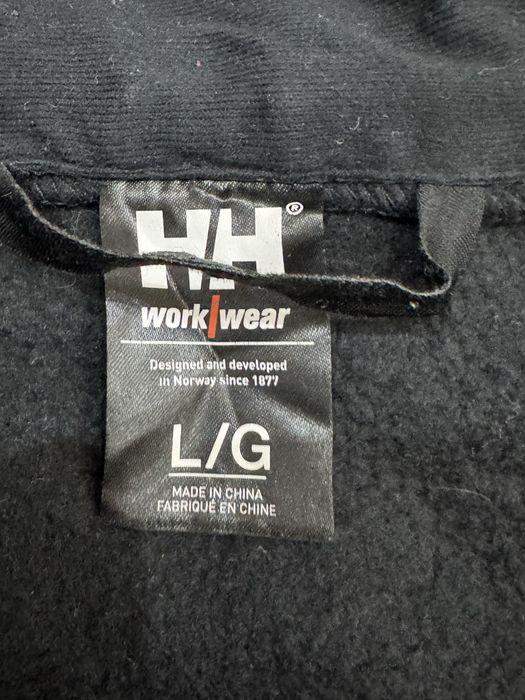 HH®
work/wear
Designed and developed
in Norway since 1877
L/G
MADE IN CHINA
FABRIQUÉ EN CHINE